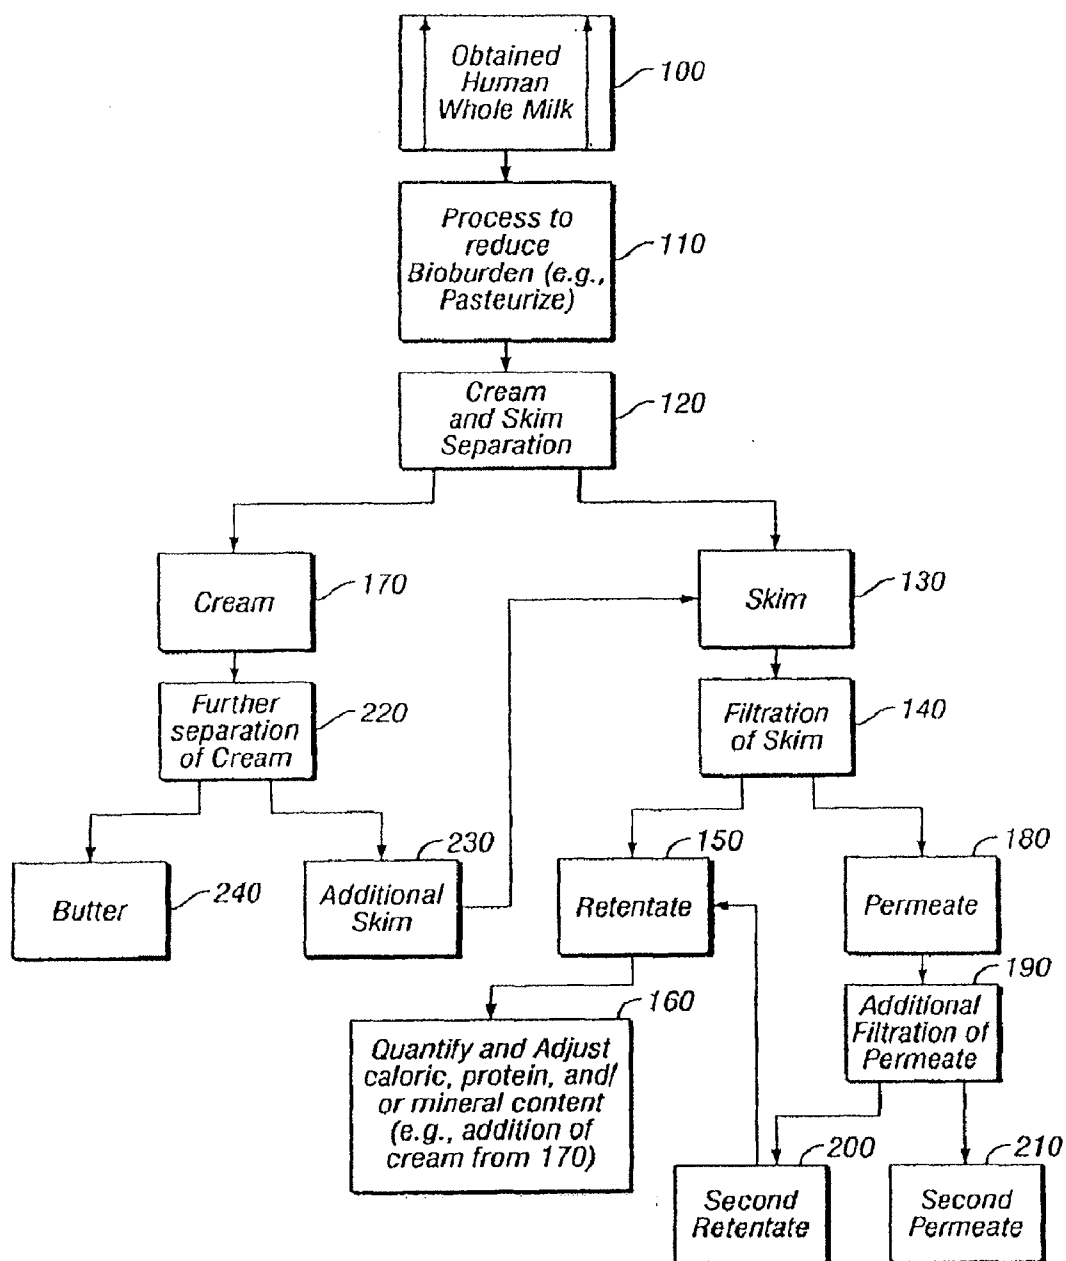 Obtained
Human
Whole Milk
100
Process to
reduce
Bioburden (e.g.,
Pasteurize)
110
Cream
and Skim
Separation
120
Cream
170
Skim
130
Further
separation
of Cream
220
Filtration
of Skim
140
Butter
240
Additional
Skim
230
Retentate
150
Permeate
180
Quantify and Adjust
caloric, protein, and/
or mineral content
(e.g., addition of
cream from 170)
160
Additional
Filtration of
Permeate
190
Second
Retentate
200
Second
Permeate
210